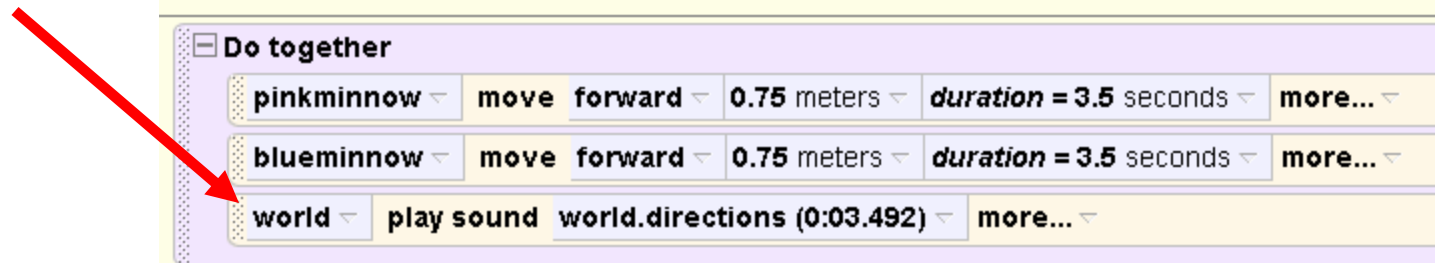 Do together
pinkminnow move forward 0.75 meters duration = 3.5 seconds more...
blueminnow move forward 0.75 meters duration = 3.5 seconds more...
world play sound world.directions (0:03.492) more...